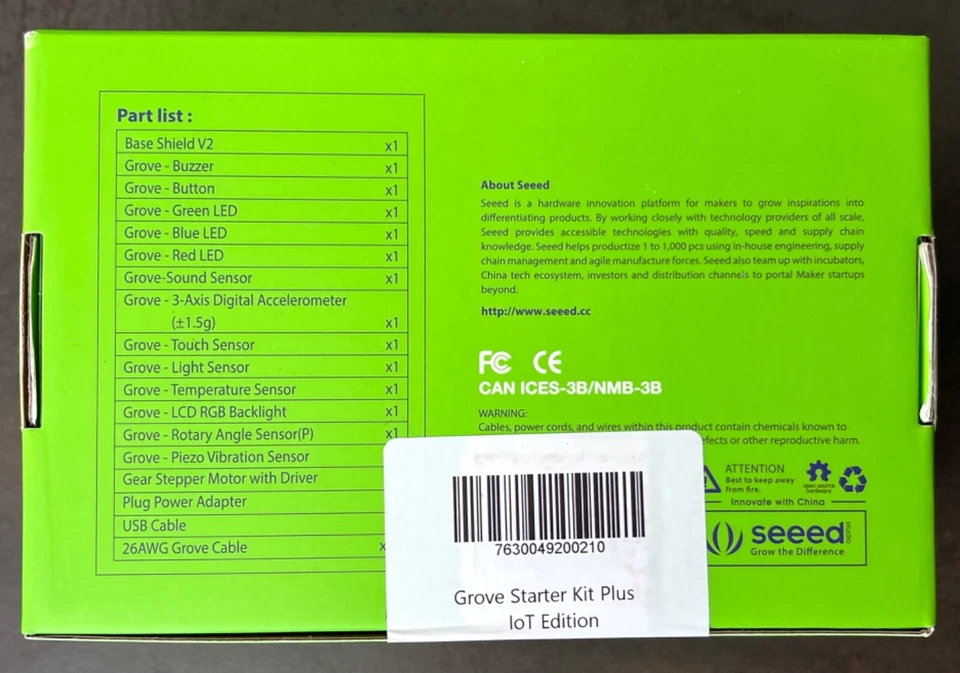 Part list :
Base Shield V2 x1
Grove - Buzzer x1
Grove - Button x1
Grove - Green LED x1
Grove - Blue LED x1
Grove - Red LED x1
Grove-Sound Sensor x1
Grove - 3-Axis Digital Accelerometer
(±1.5g) x1
Grove - Touch Sensor x1
Grove - Light Sensor x1
Grove - Temperature Sensor x1
Grove - LCD RGB Backlight x1
Grove - Rotary Angle Sensor(P) x1
Grove - Piezo Vibration Sensor
Gear Stepper Motor with Driver
Plug Power Adapter
USB Cable
26AWG Grove Cable x
About Seeed
Seeed is a hardware innovation platform for makers to grow inspirations into
differentiating products. By working closely with technology providers of all scale,
Seeed provides accessible technologies with quality, speed and supply chain
knowledge. Seeed helps productize 1 to 1,000 pcs using in-house engineering, supply
chain management and agile manufacture forces. Seeed also team up with incubators,
China tech ecosystem, investors and distribution channels to portal Maker startups
beyond.
http://www.seeed.cc
FC CE
CAN ICES-3B/NMB-3B
WARNING:
Cables, power cords, and wires within this product contain chemicals known to
efects or other reproductive harm.
ATTENTION
Best to keep away
from fire.
open source
hardware
Innovate with China
seeed
studio
Grow the Difference
7630049200210
Grove Starter Kit Plus
IoT Edition